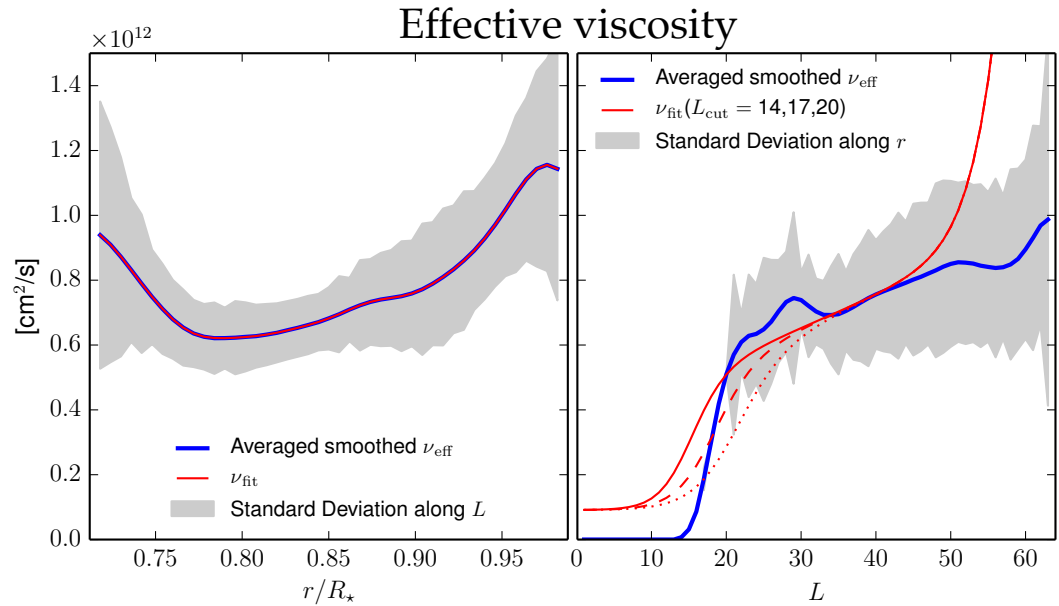 Effective viscosity
×10¹²
[cm²/s]
1.4
1.2
1.0
0.8
0.6
0.4
0.2
0.0
Averaged smoothed ν_eff
ν_fit
Standard Deviation along L
0.75
0.80
0.85
0.90
0.95
r/R⋆
Averaged smoothed ν_eff
ν_fit(L_cut = 14,17,20)
Standard Deviation along r
0
10
20
30
40
50
60
L